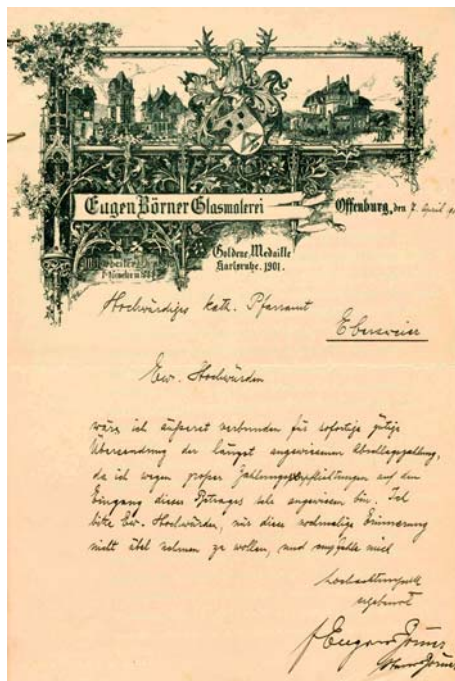 Eugen Börner Glasmalerei
Offenburg, den 7. April
Goldene Medaille
Karlsruhe. 1901.
Hochwürdiges kath. Pfarramt
Ebersweier
Ew. Hochwürden
wäre ich äußerst verbunden für sofortige gütige
Übersendung der längst angewiesenen Abschlagszahlung,
da ich wegen großer Zahlungsverpflichtungen auf den
Eingang dieses Betrages sehr angewiesen bin. Ich
bitte Ew. Hochwürden, mir diese nochmalige Erinnerung
nicht übel nehmen zu wollen, und empfehle mich
hochachtungsvoll
ergebenst
Eugen Börner